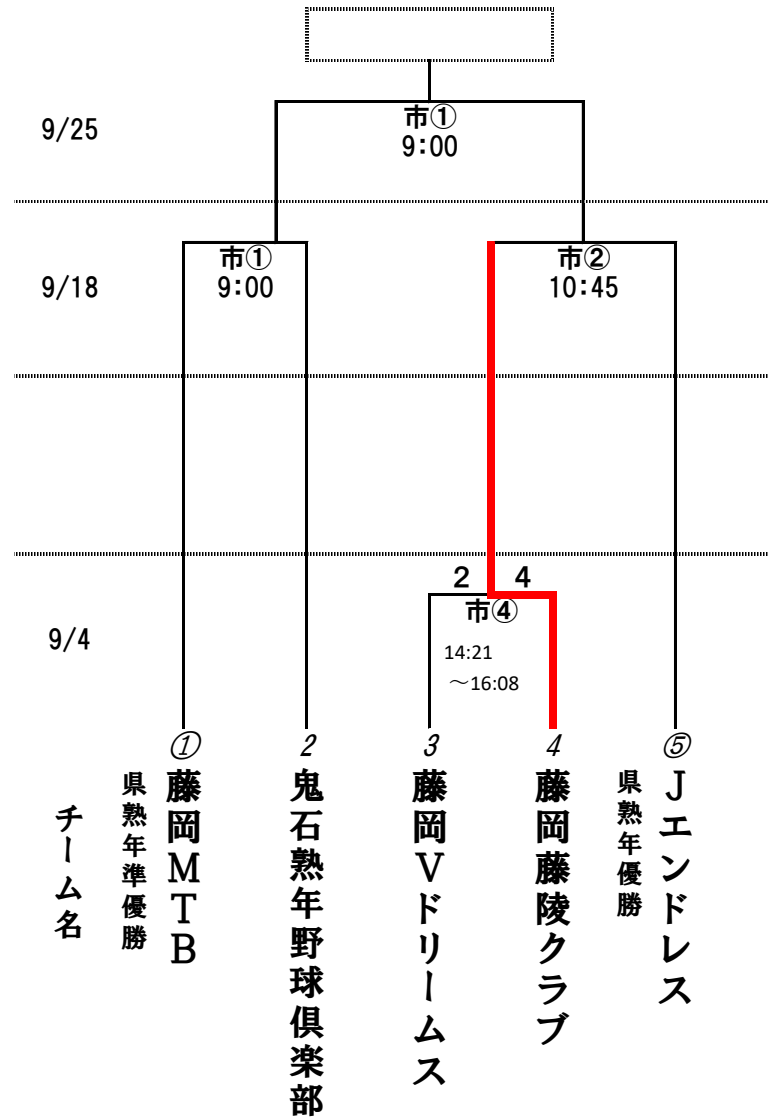 9/25
市①
9:00
9/18
市①
9:00
市②
10:45
9/4
2 4
市④
14:21
～16:08
① 2 3 4 ⑤
チーム名
県熟年準優勝
藤岡ＭＴＢ
鬼石熟年野球倶楽部
藤岡Ｖドリームス
藤岡藤陵クラブ
県熟年優勝
Ｊエンドレス